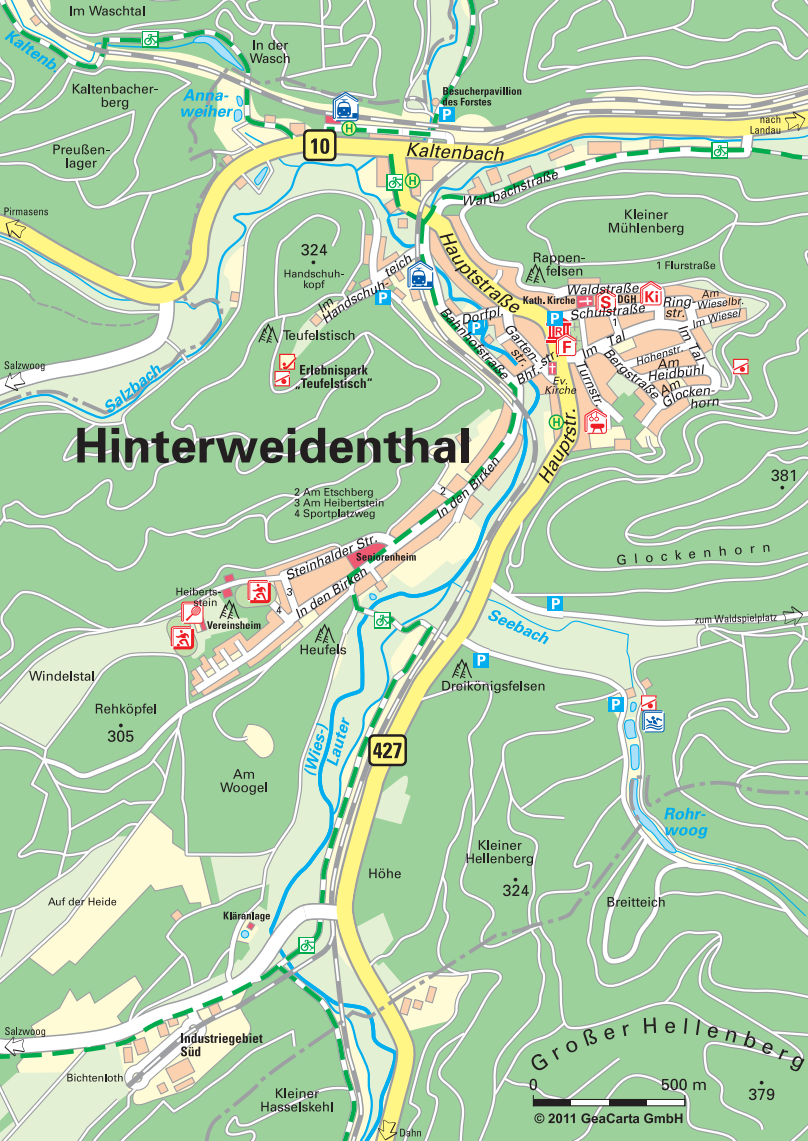 Im Waschtal
Kaltenb.
In der
Wasch
Kaltenbacher-
berg
Anna-
weiher
Besucherpavillion
des Forstes
P
H
nach
Landau
10
Kaltenbach
Preußen-
lager
H
Wartbachstraße
Pirmasens
Kleiner
Mühlenberg
324
Handschuh-
kopf
Hauptstraße
Rappen-
felsen
1 Flurstraße
Im
Handschuh-
teich
P
Kath. Kirche
Waldstraße
S
DGH
Ki
Ring-
str.
Am
Wieselbr.
Im Wiesel
Schulstraße
P
R
F
1
Dorfpl.
P
Garten-
str.
Bahnhofstraße
Bhf.-str.
Im Tal
Im Tal
Höhenstr.
Bergstraße
Am
Heidbühl
Am
Glocken-
horn
Turnstr.
Ev.
Kirche
Teufelstisch
Erlebnispark
„Teufelstisch“
Salzwoog
Salzbach
H
Hauptstr.
Hinterweidenthal
381
2 Am Etschberg
3 Am Heibertstein
4 Sportplatzweg
2
In den Birken
Glockenhorn
Steinhalder Str.
Seniorenheim
In den Birken
3
4
Heiberts-
stein
Vereinsheim
Heufels
P
Seebach
zum Waldspielplatz
P
Dreikönigsfelsen
Windelstal
Rehköpfel
305
P
(Wies-)
Lauter
427
Am
Woogel
Rohr-
woog
Kleiner
Hellenberg
324
Höhe
Auf der Heide
Breitteich
Kläranlage
Salzwoog
Industriegebiet
Süd
Bichtenloth
Großer Hellenberg
379
Kleiner
Hasselskehl
0 500 m
© 2011 GeaCarta GmbH
Dahn